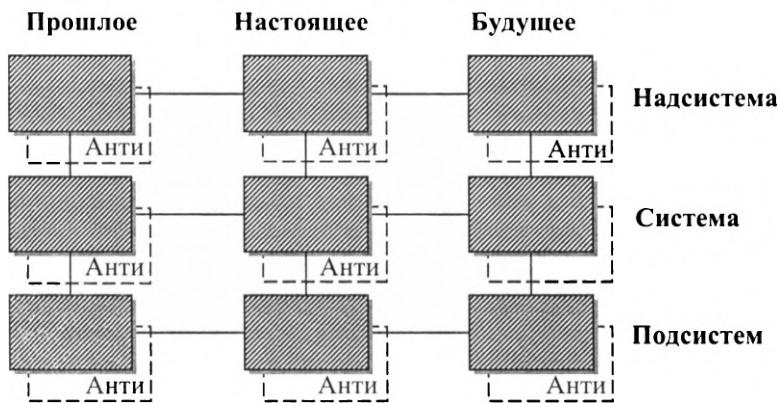 Прошлое Настоящее Будущее
Надсистема
Анти Анти Анти
Система
Анти Анти
Подсистем
Анти Анти Анти